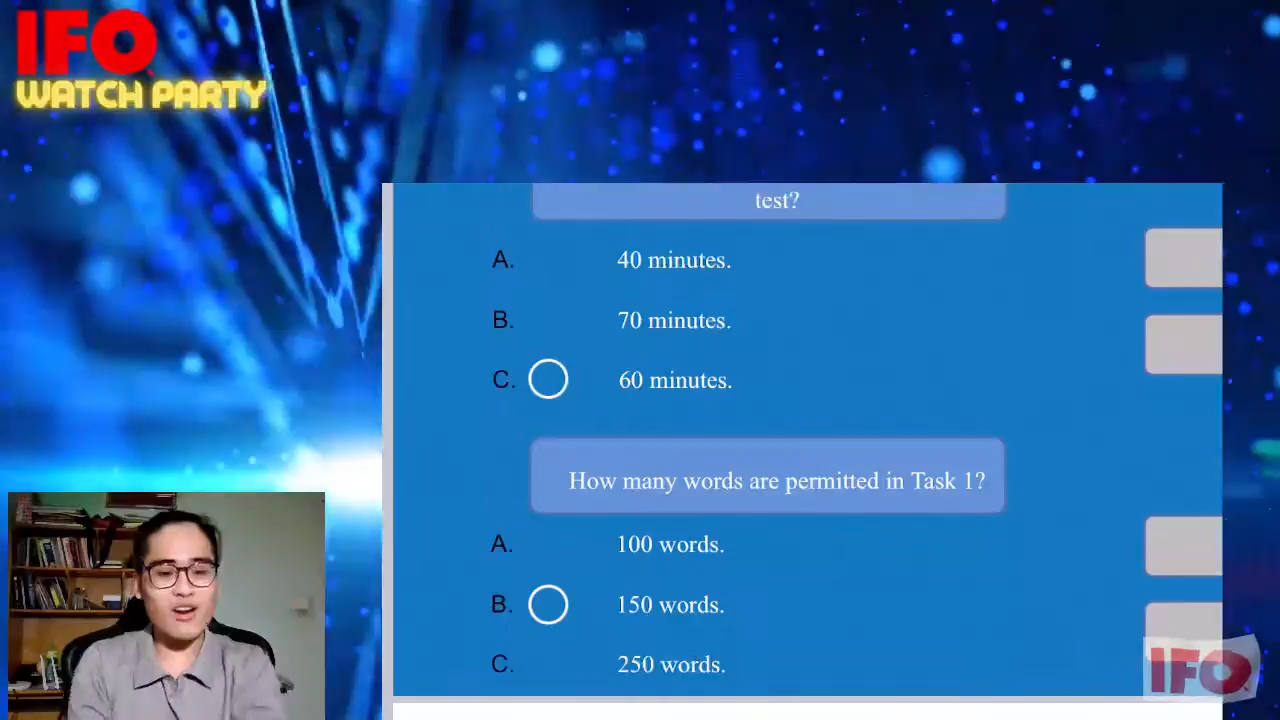 IFO
WATCH PARTY
test?
A. 40 minutes.
B. 70 minutes.
C. 60 minutes.
How many words are permitted in Task 1?
A. 100 words.
B. 150 words.
C. 250 words.
IFO